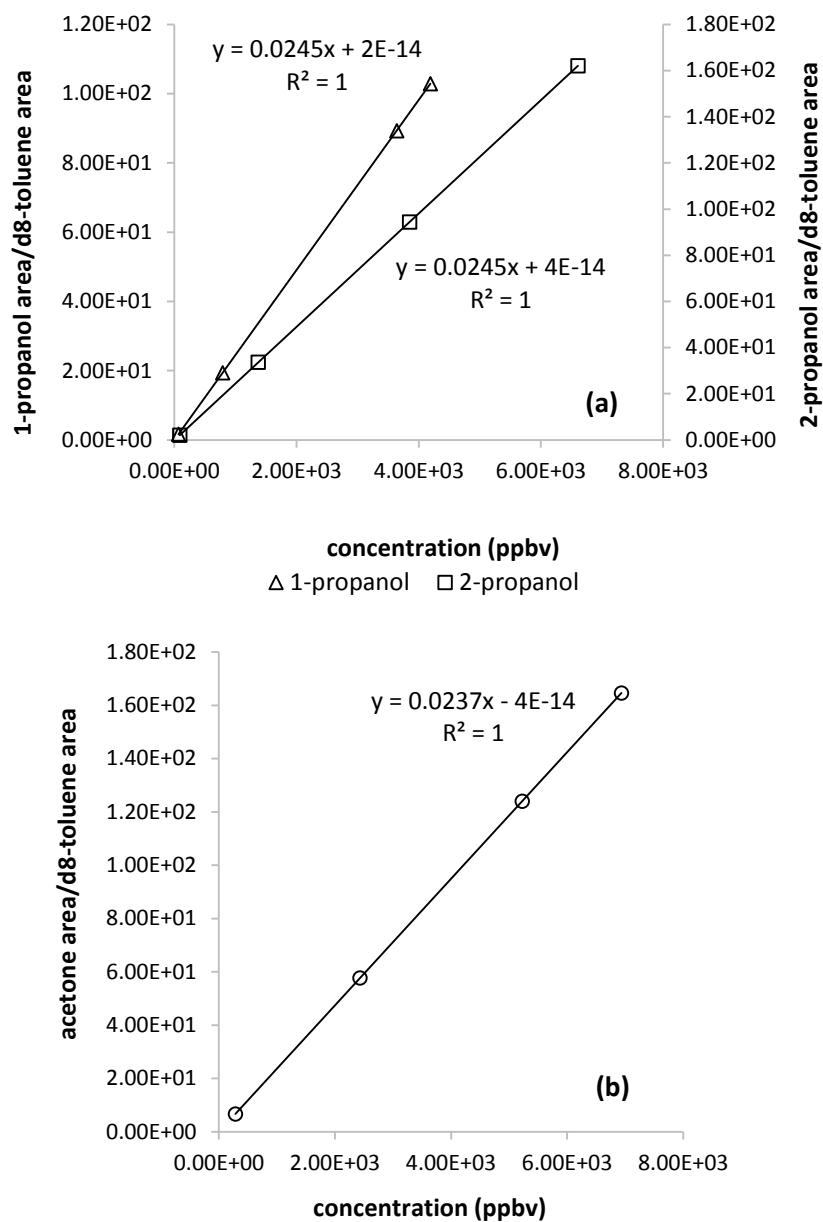 1.20E+02
1.00E+02
8.00E+01
6.00E+01
4.00E+01
2.00E+01
0.00E+00
1-propanol area/d8-toluene area
y = 0.0245x + 2E-14
R² = 1
y = 0.0245x + 4E-14
R² = 1
(a)
1.80E+02
1.60E+02
1.40E+02
1.20E+02
1.00E+02
8.00E+01
6.00E+01
4.00E+01
2.00E+01
0.00E+00
2-propanol area/d8-toluene area
0.00E+00 2.00E+03 4.00E+03 6.00E+03 8.00E+03
concentration (ppbv)
1-propanol 2-propanol
1.80E+02
1.60E+02
1.40E+02
1.20E+02
1.00E+02
8.00E+01
6.00E+01
4.00E+01
2.00E+01
0.00E+00
acetone area/d8-toluene area
y = 0.0237x - 4E-14
R² = 1
(b)
0.00E+00 2.00E+03 4.00E+03 6.00E+03 8.00E+03
concentration (ppbv)